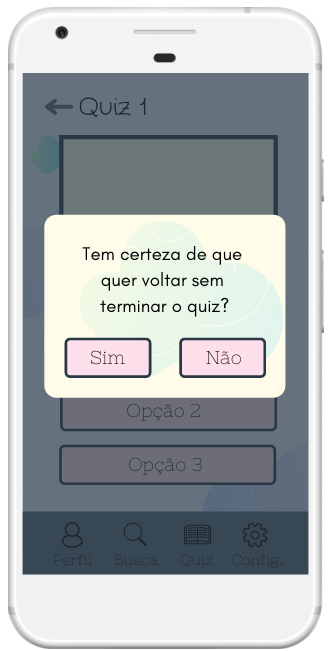 Quiz 1
Tem certeza de que
quer voltar sem
terminar o quiz?
Sim
Não
Opção 2
Opção 3
Perfil
Busca
Quiz
Config.